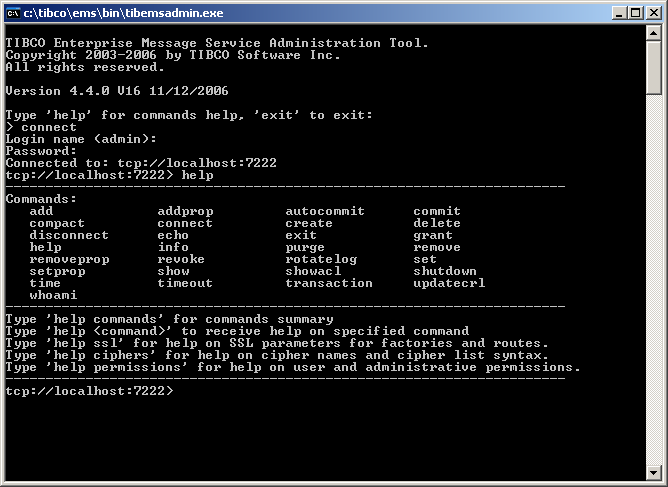 c:\tibco\ems\bin\tibemsadmin.exe
TIBCO Enterprise Message Service Administration Tool.
Copyright 2003-2006 by TIBCO Software Inc.
All rights reserved.
Version 4.4.0 V16 11/12/2006
Type 'help' for commands help, 'exit' to exit:
> connect
Login name (admin):
Password:
Connected to: tcp://localhost:7222
tcp://localhost:7222> help
----------------------------------------------------------------------
Commands:
add addprop autocommit commit
compact connect create delete
disconnect echo exit grant
help info purge remove
removeprop revoke rotatelog set
setprop show showacl shutdown
time timeout transaction updatecrl
whoami
----------------------------------------------------------------------
Type 'help commands' for commands summary
Type 'help <command>' to receive help on specified command
Type 'help ssl' for help on SSL parameters for factories and routes.
Type 'help ciphers' for help on cipher names and cipher list syntax.
Type 'help permissions' for help on user and administrative permissions.
----------------------------------------------------------------------
tcp://localhost:7222>